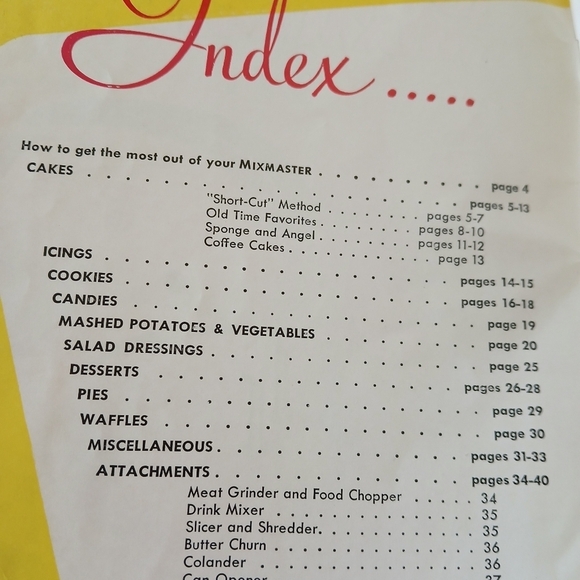 Index.....
How to get the most out of your MIXMASTER . . . . . . . . . . page 4
CAKES . . . . . . . . . . . . . . . . pages 5-13
"Short-Cut" Method . . . . . . . . pages 5-7
Old Time Favorites . . . . . . . . pages 8-10
Sponge and Angel . . . . . . . . pages 11-12
Coffee Cakes . . . . . . . . . . . page 13
ICINGS . . . . . . . . . . . . . . . . pages 14-15
COOKIES . . . . . . . . . . . . . . . pages 16-18
CANDIES . . . . . . . . . . . . . . . page 19
MASHED POTATOES & VEGETABLES . . . . . . . . page 20
SALAD DRESSINGS . . . . . . . . . . . . . page 25
DESSERTS . . . . . . . . . . . . . . pages 26-28
PIES . . . . . . . . . . . . . . . . page 29
WAFFLES . . . . . . . . . . . . . . . page 30
MISCELLANEOUS . . . . . . . . . . . . pages 31-33
ATTACHMENTS . . . . . . . . . . . . . pages 34-40
Meat Grinder and Food Chopper . . . . . 34
Drink Mixer . . . . . . . . . . . . 35
Slicer and Shredder . . . . . . . . . 35
Butter Churn . . . . . . . . . . . . 36
Colander . . . . . . . . . . . . . 36
Can Opener . . . . . . . . . . . . 37